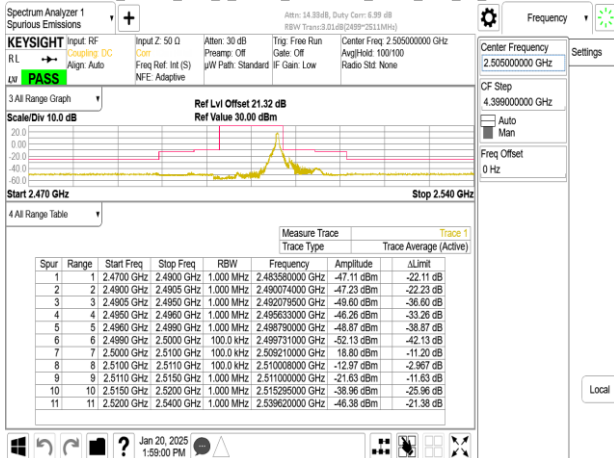 Spectrum Analyzer 1
Spurious Emissions
Attn: 14.33dB, Duty Corr: 6.99 dB
RBW Trans:3.01dB(2499~2511MHz)
Frequency
KEYSIGHT
RL
PASS
Input: RF
Coupling: DC
Align: Auto
Input Z: 50 Ω
Corr
Freq Ref: Int (S)
NFE: Adaptive
Atten: 30 dB
Preamp: Off
µW Path: Standard
Trig: Free Run
Gate: Off
IF Gain: Low
Center Freq: 2.505000000 GHz
Avg|Hold: 100/100
Radio Std: None
Center Frequency
2.505000000 GHz
Settings
CF Step
4.399000000 GHz
Auto
Man
Freq Offset
0 Hz
Local
3 All Range Graph
Scale/Div 10.0 dB
Ref Lvl Offset 21.32 dB
Ref Value 30.00 dBm
20.0
0.00
-20.0
-40.0
-60.0
Start 2.470 GHz
Stop 2.540 GHz
4 All Range Table
Measure Trace Trace 1
Trace Type Trace Average (Active)
Spur Range Start Freq Stop Freq RBW Frequency Amplitude ΔLimit
1 1 2.4700 GHz 2.4900 GHz 1.000 MHz 2.483580000 GHz -47.11 dBm -22.11 dB
2 2 2.4900 GHz 2.4905 GHz 1.000 MHz 2.490074000 GHz -47.23 dBm -22.23 dB
3 3 2.4905 GHz 2.4950 GHz 1.000 MHz 2.492079500 GHz -49.60 dBm -36.60 dB
4 4 2.4950 GHz 2.4960 GHz 1.000 MHz 2.495633000 GHz -46.26 dBm -33.26 dB
5 5 2.4960 GHz 2.4990 GHz 1.000 MHz 2.498790000 GHz -48.87 dBm -38.87 dB
6 6 2.4990 GHz 2.5000 GHz 100.0 kHz 2.499731000 GHz -52.13 dBm -42.13 dB
7 7 2.5000 GHz 2.5100 GHz 100.0 kHz 2.509210000 GHz 18.80 dBm -11.20 dB
8 8 2.5100 GHz 2.5110 GHz 100.0 kHz 2.510008000 GHz -12.97 dBm -2.967 dB
9 9 2.5110 GHz 2.5150 GHz 1.000 MHz 2.511000000 GHz -21.63 dBm -11.63 dB
10 10 2.5150 GHz 2.5200 GHz 1.000 MHz 2.515295000 GHz -38.96 dBm -25.96 dB
11 11 2.5200 GHz 2.5400 GHz 1.000 MHz 2.539620000 GHz -46.38 dBm -21.38 dB
Jan 20, 2025
1:59:00 PM